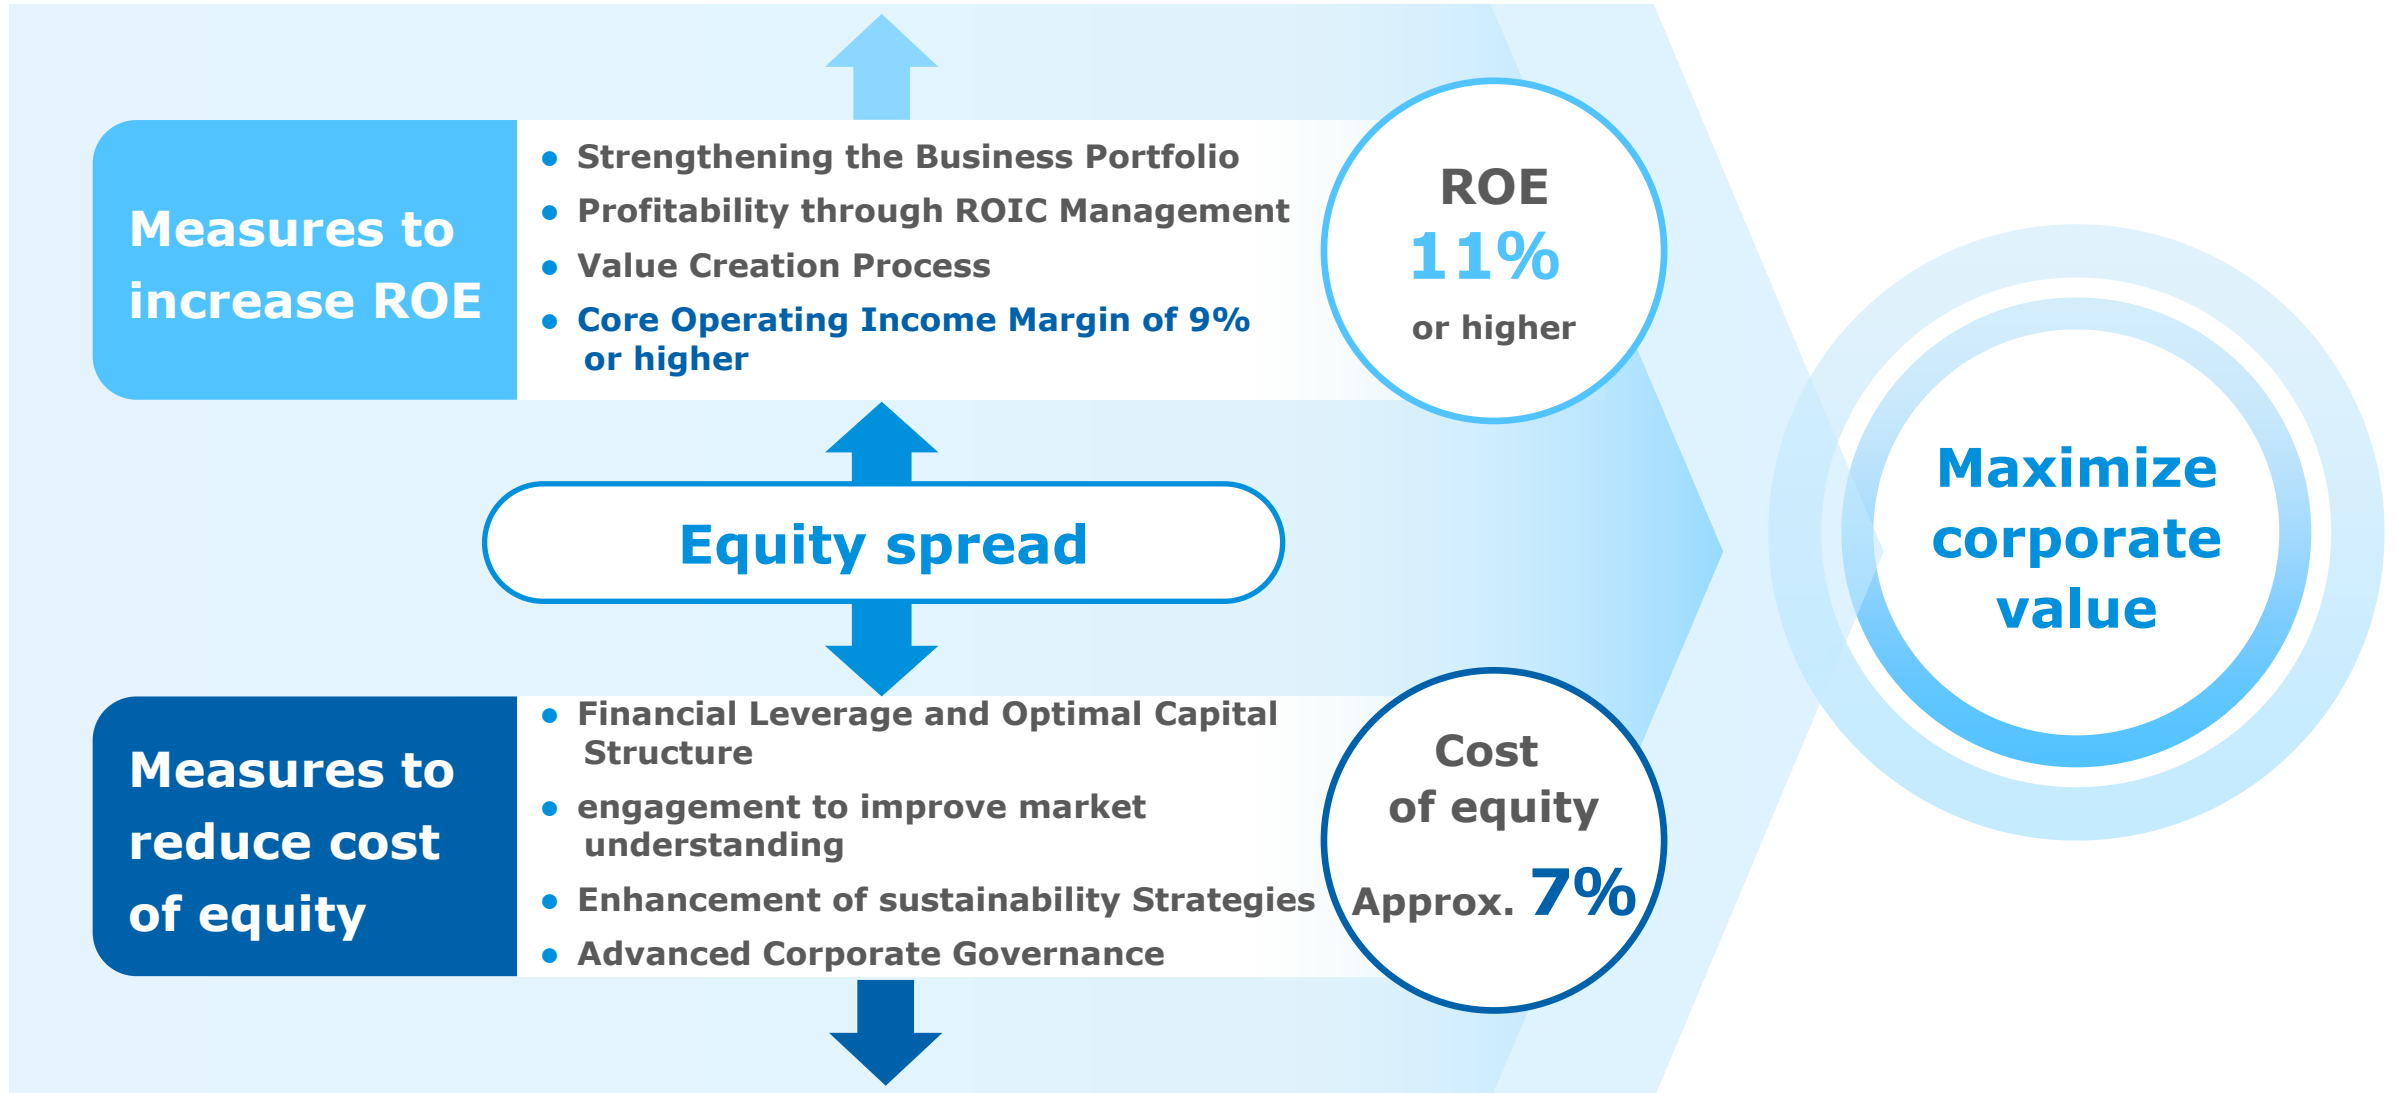 Measures to
increase ROE
● Strengthening the Business Portfolio
● Profitability through ROIC Management
● Value Creation Process
● Core Operating Income Margin of 9%
or higher
ROE
11%
or higher
Equity spread
Measures to
reduce cost
of equity
● Financial Leverage and Optimal Capital
Structure
● engagement to improve market
understanding
● Enhancement of sustainability Strategies
● Advanced Corporate Governance
Cost
of equity
Approx. 7%
Maximize
corporate
value